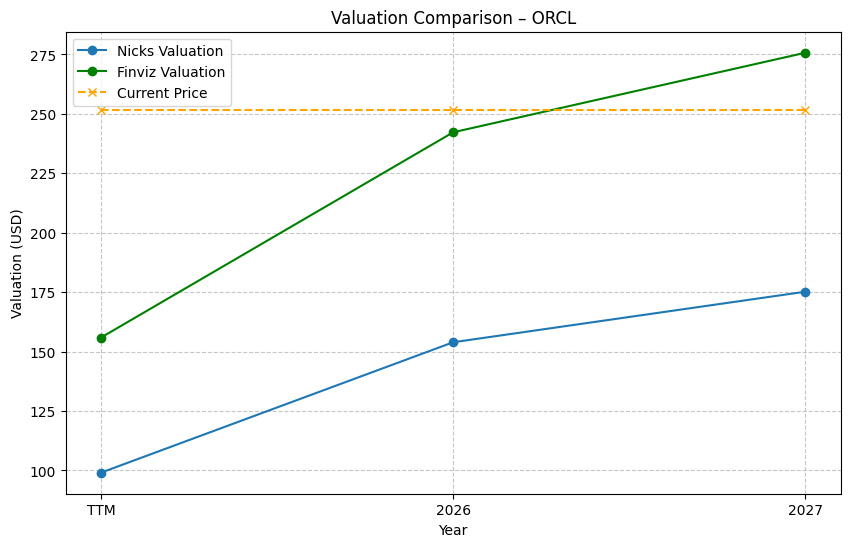 Valuation Comparison – ORCL
Nicks Valuation
Finviz Valuation
Current Price
Valuation (USD)
275
250
225
200
175
150
125
100
TTM
2026
2027
Year